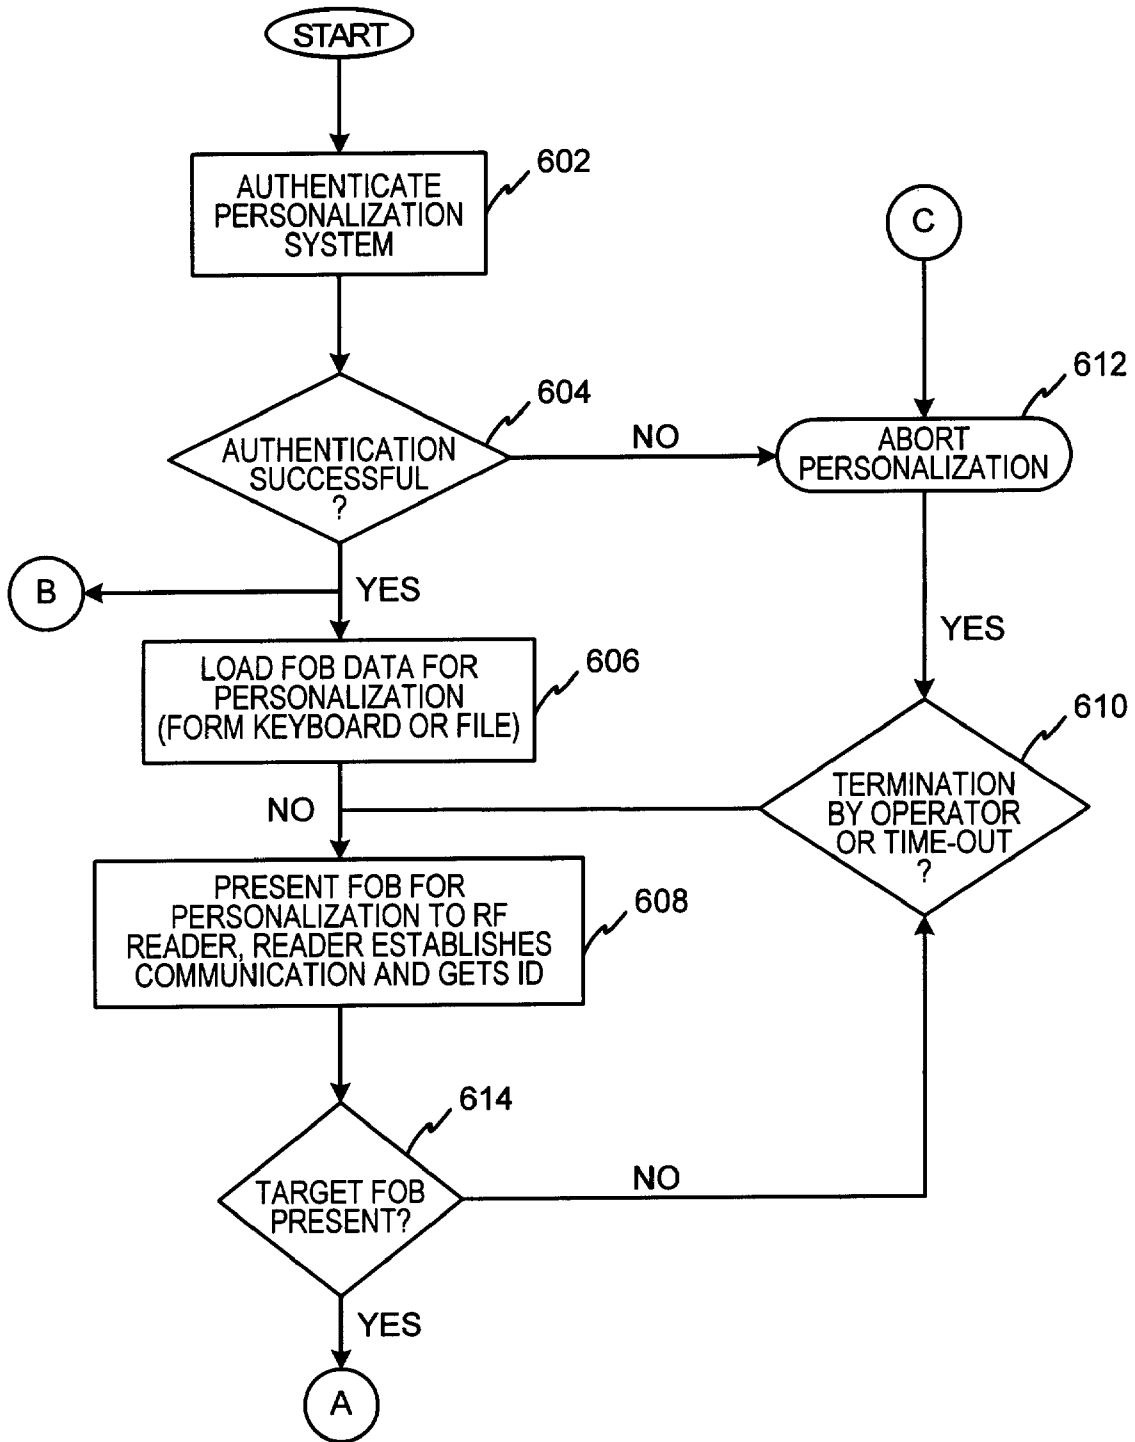 START
602
AUTHENTICATE
PERSONALIZATION
SYSTEM
C
604
612
AUTHENTICATION
SUCCESSFUL
?
NO
ABORT
PERSONALIZATION
B
YES
YES
606
LOAD FOB DATA FOR
PERSONALIZATION
(FORM KEYBOARD OR FILE)
610
TERMINATION
BY OPERATOR
OR TIME-OUT
?
NO
608
PRESENT FOB FOR
PERSONALIZATION TO RF
READER, READER ESTABLISHES
COMMUNICATION AND GETS ID
614
TARGET FOB
PRESENT?
NO
YES
A